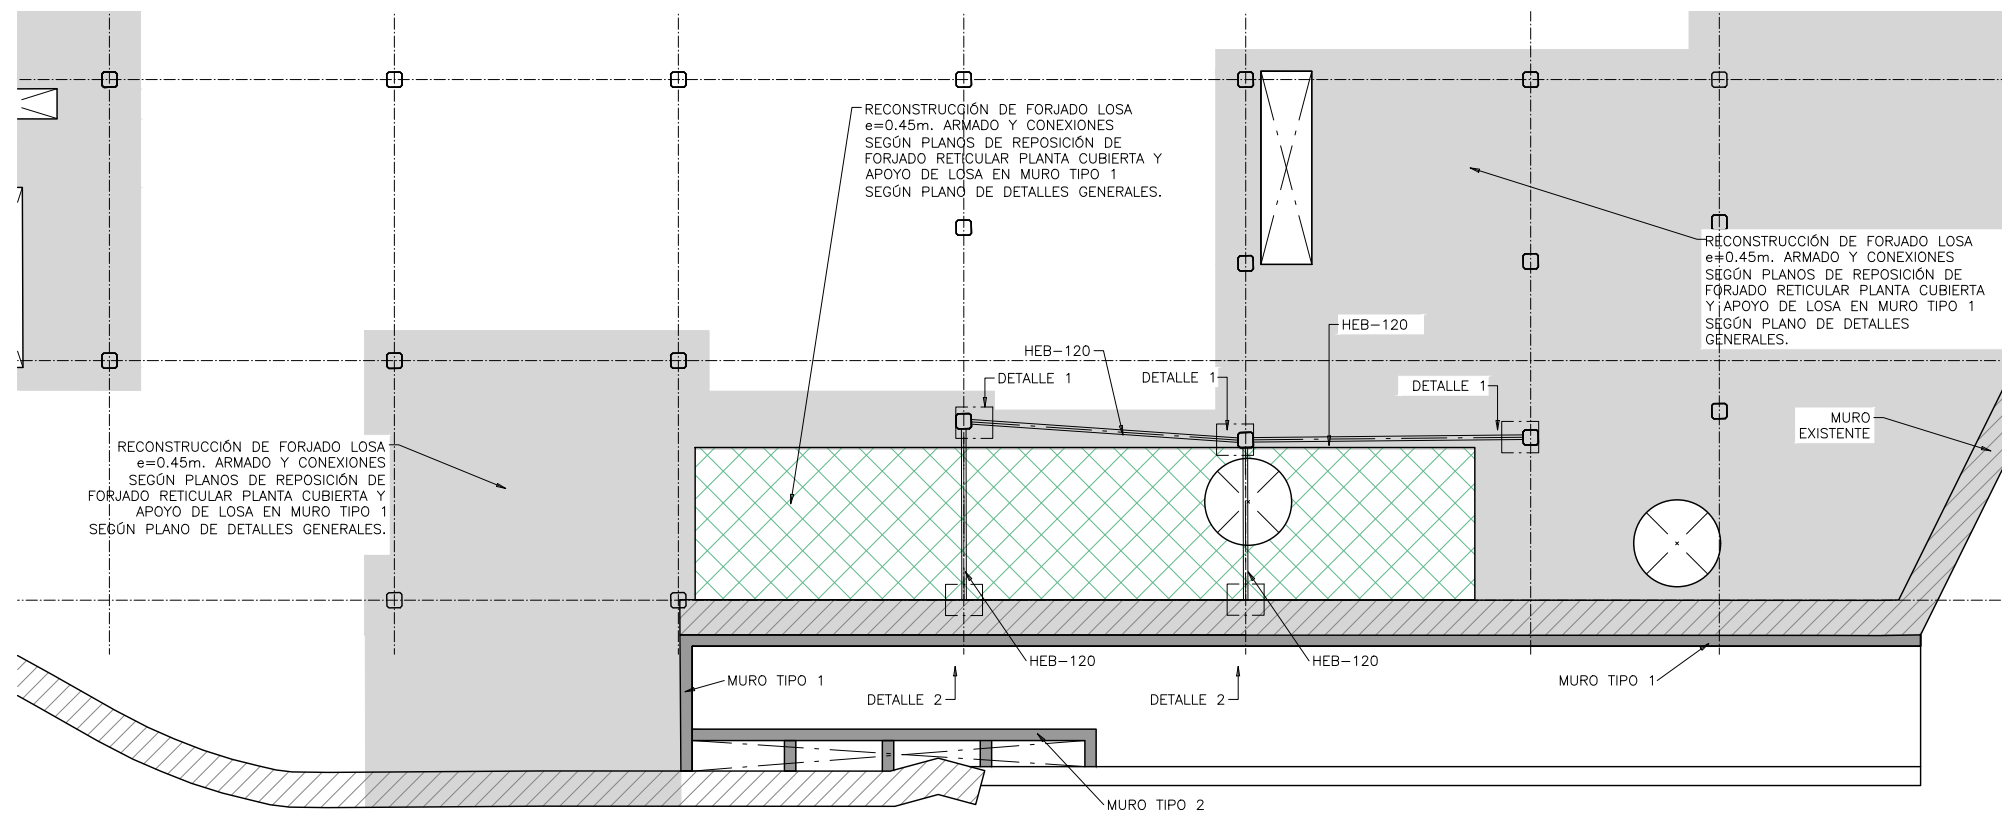 RECONSTRUCCIÓN DE FORJADO LOSA
e=0.45m. ARMADO Y CONEXIONES
SEGÚN PLANOS DE REPOSICIÓN DE
FORJADO RETICULAR PLANTA CUBIERTA Y
APOYO DE LOSA EN MURO TIPO 1
SEGÚN PLANO DE DETALLES GENERALES.
RECONSTRUCCIÓN DE FORJADO LOSA
e=0.45m. ARMADO Y CONEXIONES
SEGÚN PLANOS DE REPOSICIÓN DE
FORJADO RETICULAR PLANTA CUBIERTA
Y APOYO DE LOSA EN MURO TIPO 1
SEGÚN PLANO DE DETALLES
GENERALES.
HEB-120
HEB-120
DETALLE 1
DETALLE 1
DETALLE 1
MURO
EXISTENTE
RECONSTRUCCIÓN DE FORJADO LOSA
e=0.45m. ARMADO Y CONEXIONES
SEGÚN PLANOS DE REPOSICIÓN DE
FORJADO RETICULAR PLANTA CUBIERTA Y
APOYO DE LOSA EN MURO TIPO 1
SEGÚN PLANO DE DETALLES GENERALES.
HEB-120
HEB-120
MURO TIPO 1
MURO TIPO 1
DETALLE 2
DETALLE 2
MURO TIPO 2